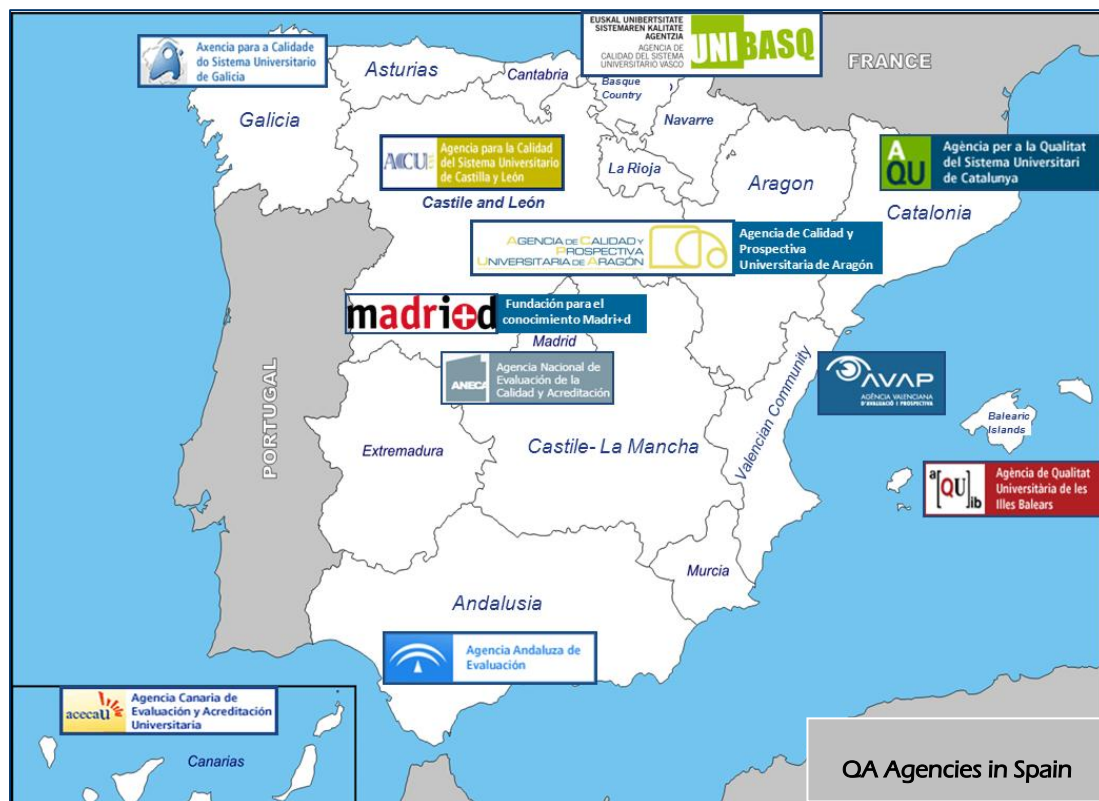 Axencia para a Calidade
do Sistema Universitario
de Galicia
EUSKAL UNIBERTSITATE
SISTEMAREN KALITATE
AGENTZIA
AGENCIA DE
CALIDAD DEL SISTEMA
UNIVERSITARIO VASCO
UNIBASQ
FRANCE
Asturias
Cantabria
Basque
Country
Galicia
Navarre
ACSU
Agencia para la Calidad
del Sistema Universitario
de Castilla y León
La Rioja
Aragon
AQU
Agència per a la Qualitat
del Sistema Universitari
de Catalunya
Castile and León
Catalonia
AGENCIA DE CALIDAD Y
PROSPECTIVA
UNIVERSITARIA DE ARAGÓN
Agencia de Calidad y
Prospectiva
Universitaria de Aragón
madri+d
Fundación para el
conocimiento Madri+d
Madrid
ANECA
Agencia Nacional de
Evaluación de la
Calidad y Acreditación
AVAP
AGÈNCIA VALENCIANA
D'EVALUACIÓ I PROSPECTIVA
PORTUGAL
Valencian Community
Balearic
Islands
Extremadura
Castile- La Mancha
a[QU]ib
Agència de Qualitat
Universitària de les
Illes Balears
Murcia
Andalusia
Agencia Andaluza de
Evaluación
acecau
Agencia Canaria de
Evaluación y Acreditación
Universitaria
Canarias
QA Agencies in Spain